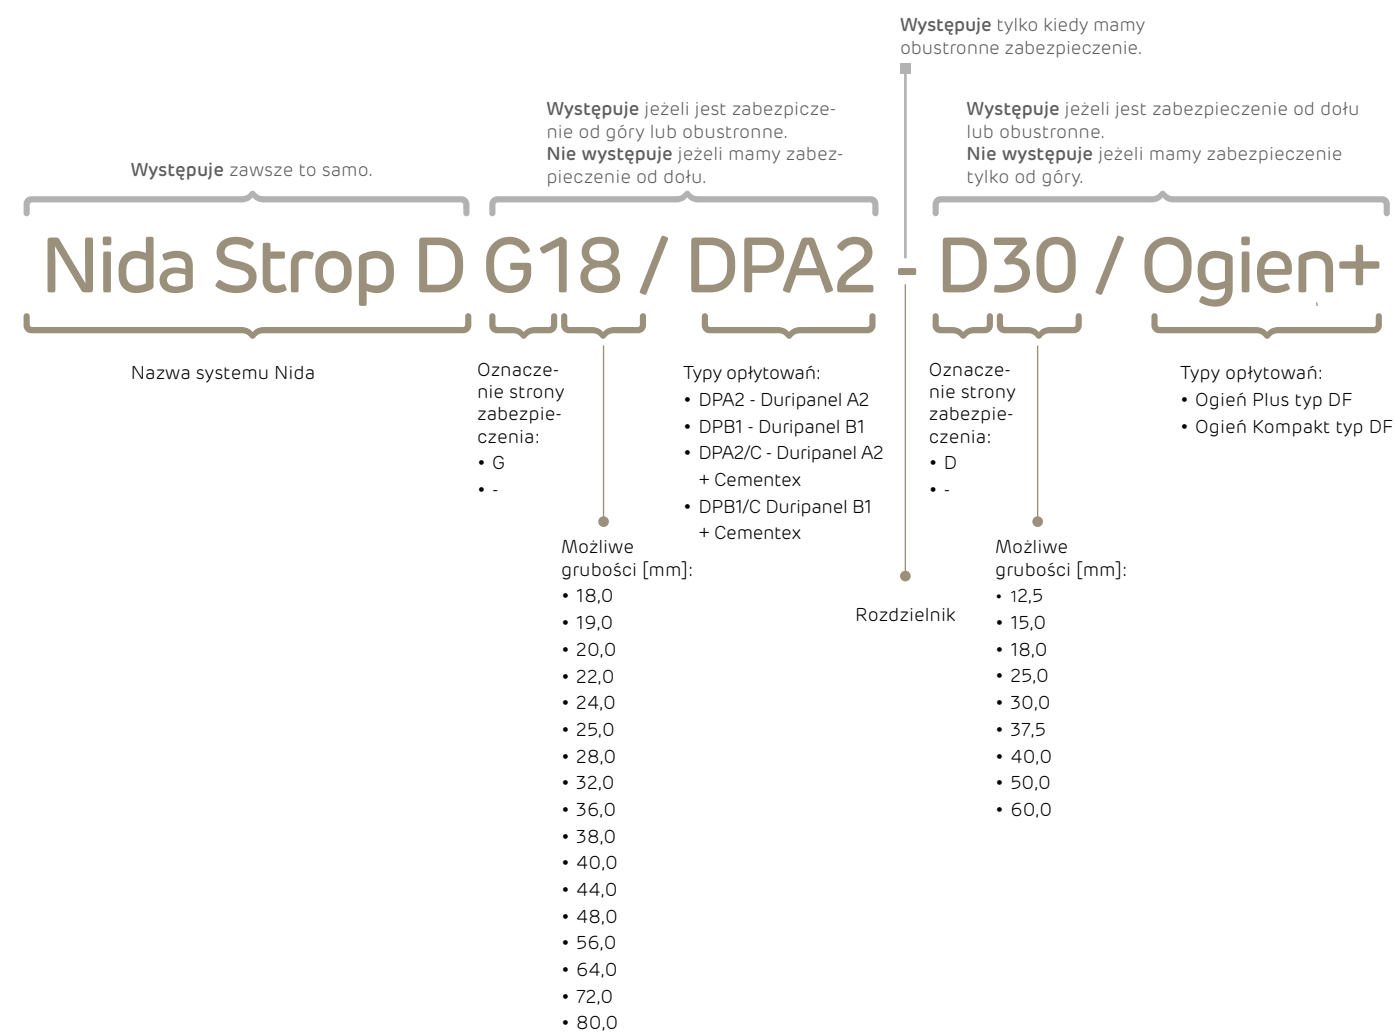 Występuje tylko kiedy mamy
obustronne zabezpieczenie.
Występuje zawsze to samo.
Występuje jeżeli jest zabezpicze-
nie od góry lub obustronne.
Nie występuje jeżeli mamy zabez-
pieczenie od dołu.
Występuje jeżeli jest zabezpieczenie od dołu
lub obustronne.
Nie występuje jeżeli mamy zabezpieczenie
tylko od góry.
Nida Strop D G18 / DPA2 - D30 / Ogien+
Nazwa systemu Nida
Oznacze-
nie strony
zabezpie-
czenia:
• G
• -
Możliwe
grubości [mm]:
• 18,0
• 19,0
• 20,0
• 22,0
• 24,0
• 25,0
• 28,0
• 32,0
• 36,0
• 38,0
• 40,0
• 44,0
• 48,0
• 56,0
• 64,0
• 72,0
• 80,0
Typy opłytowań:
• DPA2 - Duripanel A2
• DPB1 - Duripanel B1
• DPA2/C - Duripanel A2
+ Cementex
• DPB1/C Duripanel B1
+ Cementex
Rozdzielnik
Oznacze-
nie strony
zabezpie-
czenia:
• D
• -
Możliwe
grubości [mm]:
• 12,5
• 15,0
• 18,0
• 25,0
• 30,0
• 37,5
• 40,0
• 50,0
• 60,0
Typy opłytowań:
• Ogień Plus typ DF
• Ogień Kompakt typ DF